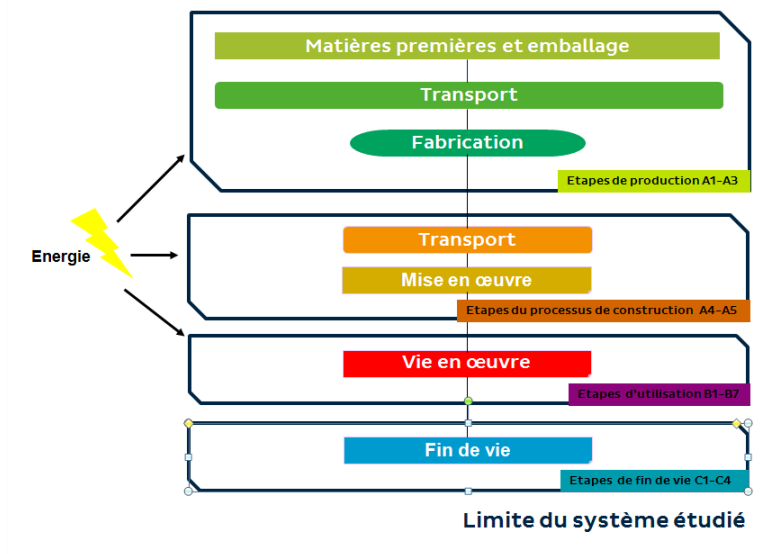 Matières premières et emballage
Transport
Fabrication
Etapes de production A1-A3
Energie
Transport
Mise en œuvre
Etapes du processus de construction A4-A5
Vie en œuvre
Etapes d'utilisation B1-B7
Fin de vie
Etapes de fin de vie C1-C4
Limite du système étudié